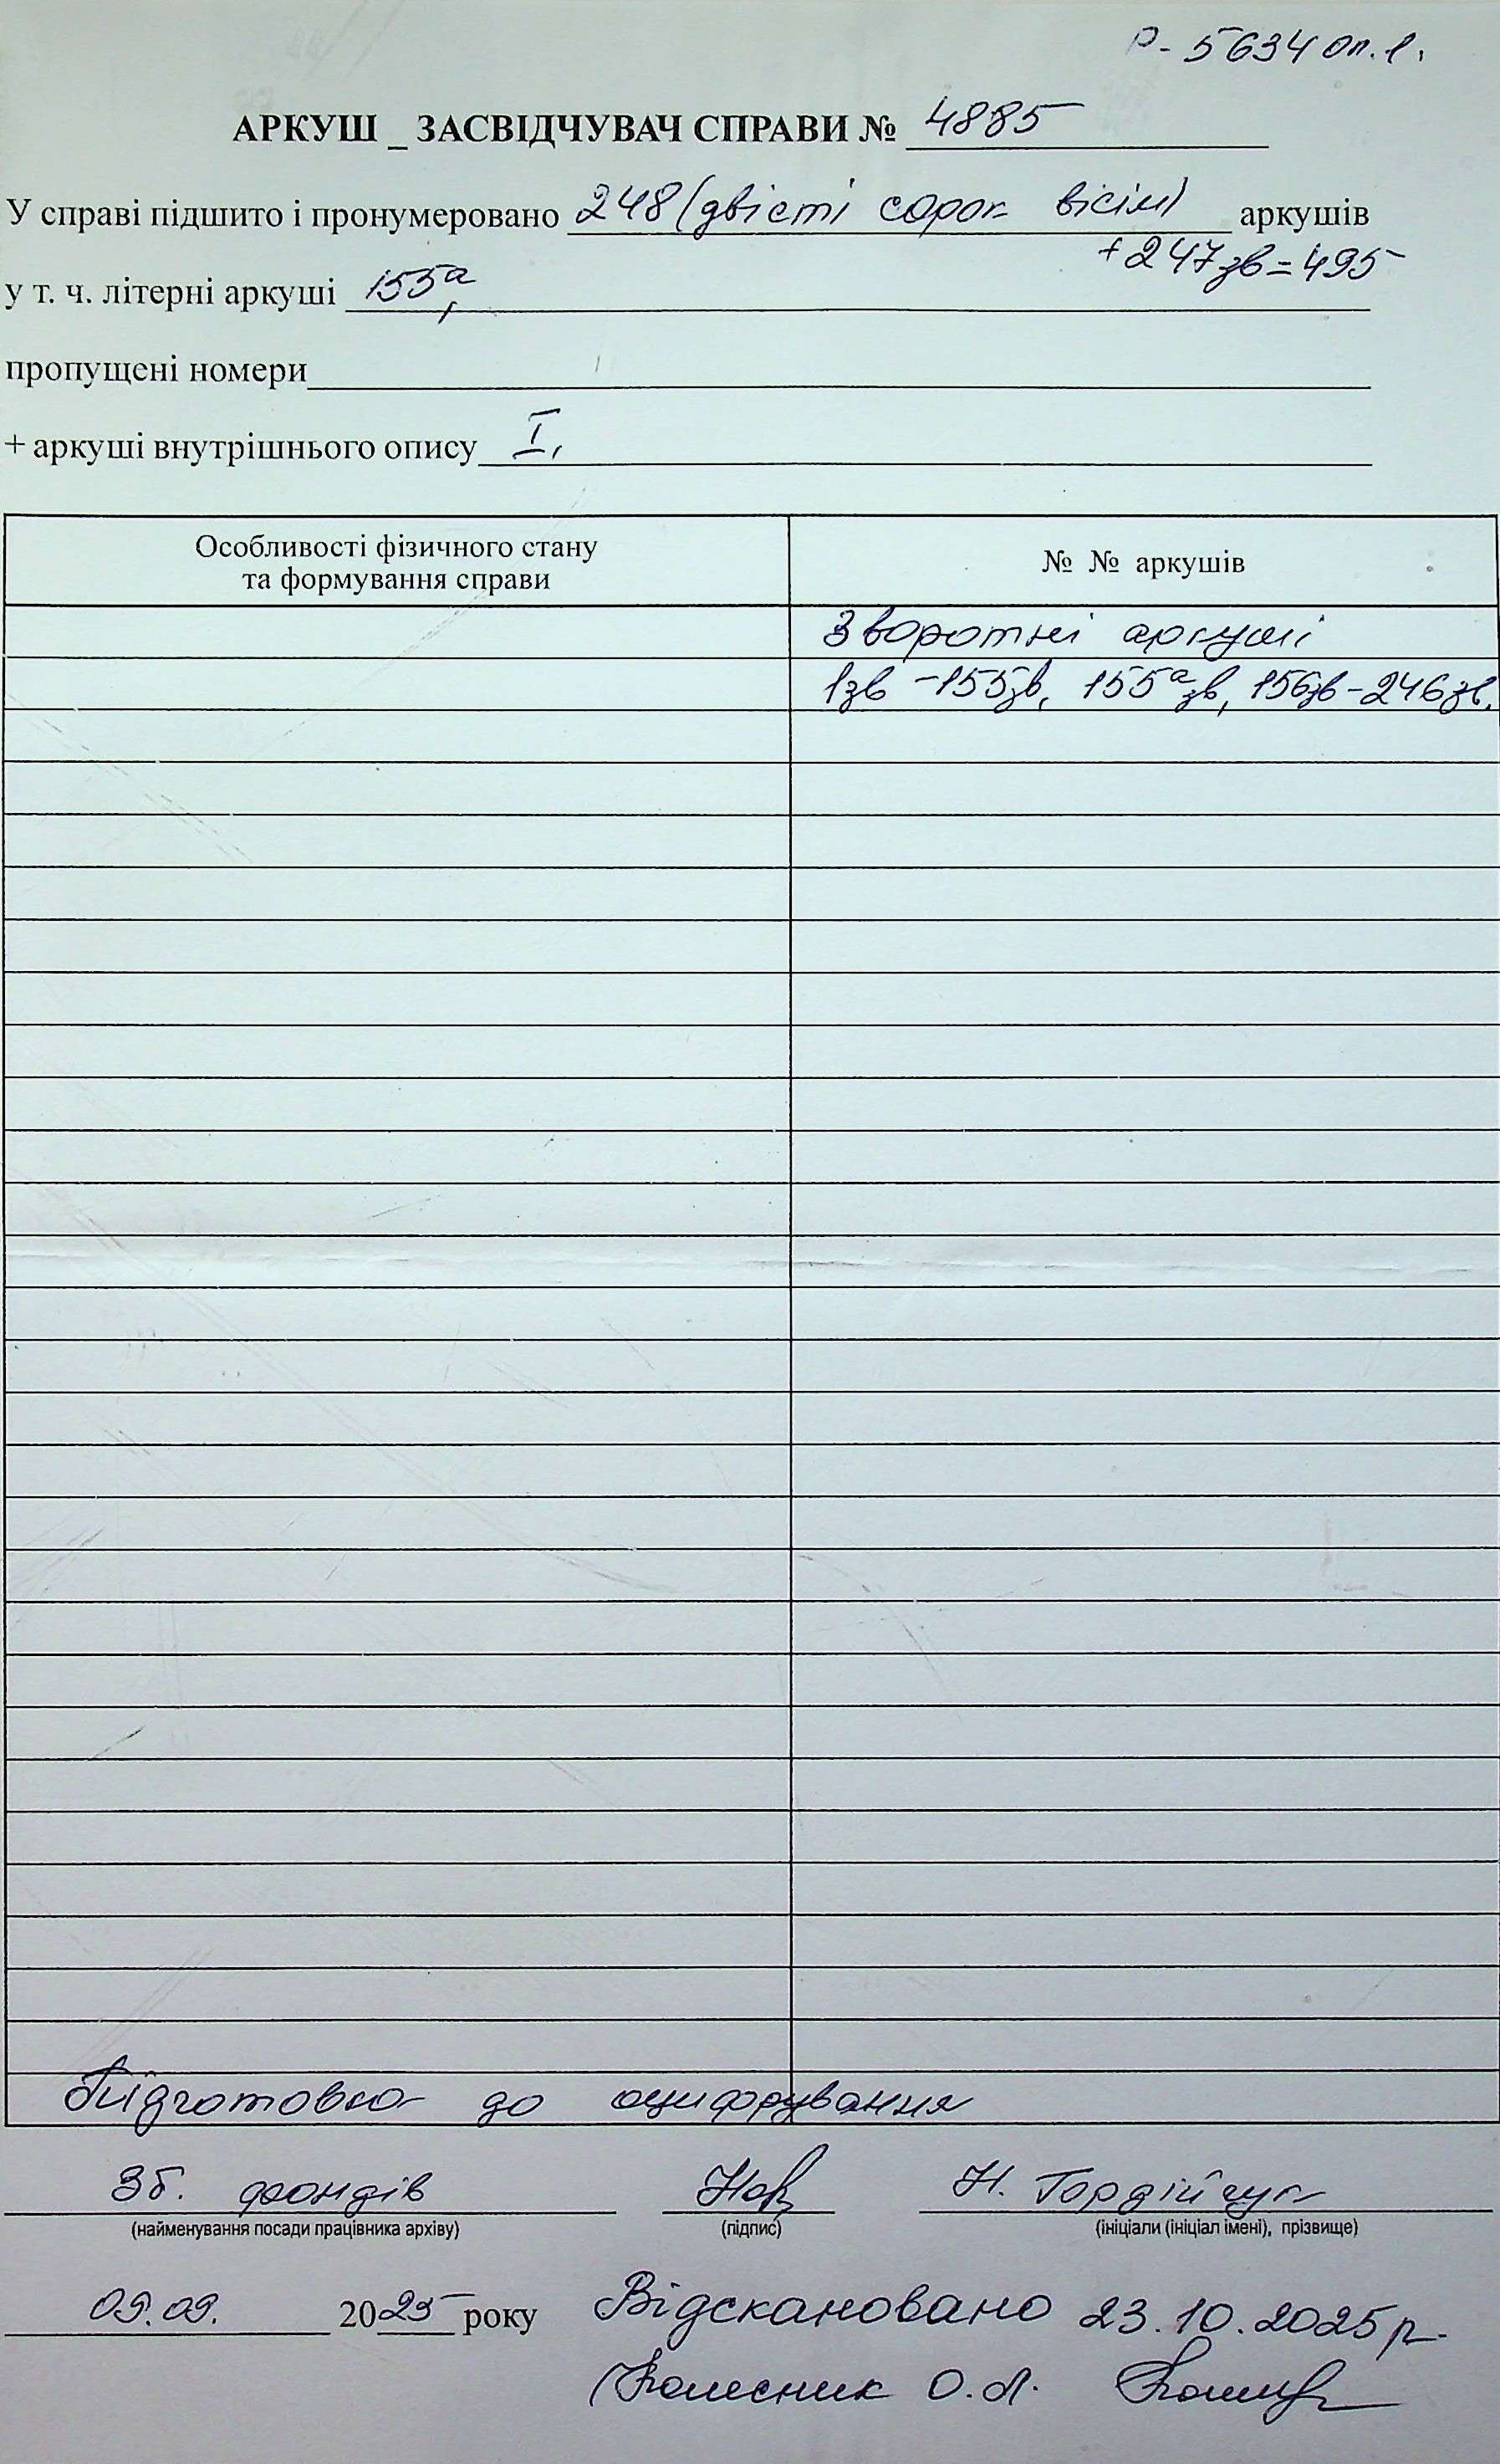 Р-5634 оп.1.
АРКУШ _ ЗАСВІДЧУВАЧ СПРАВИ № 4885
У справі підшито і пронумеровано 248 (двісті сорок вісім) аркушів
+247зв=495
у т. ч. літерні аркуші 155а,
пропущені номери
+ аркуші внутрішнього опису I,
Особливості фізичного стану
та формування справи
№ № аркушів
Зворотні аркуші
1зв-155зв, 155азв, 156зв-246зв.
Підготовка до оцифрування
Зб. фондів
Н. Гордійчук
(найменування посади працівника архіву)
(підпис)
(ініціали (ініціал імені), прізвище)
09.09. 2025 року
Відскановано 23.10.2025р.
Колесник О.Л.